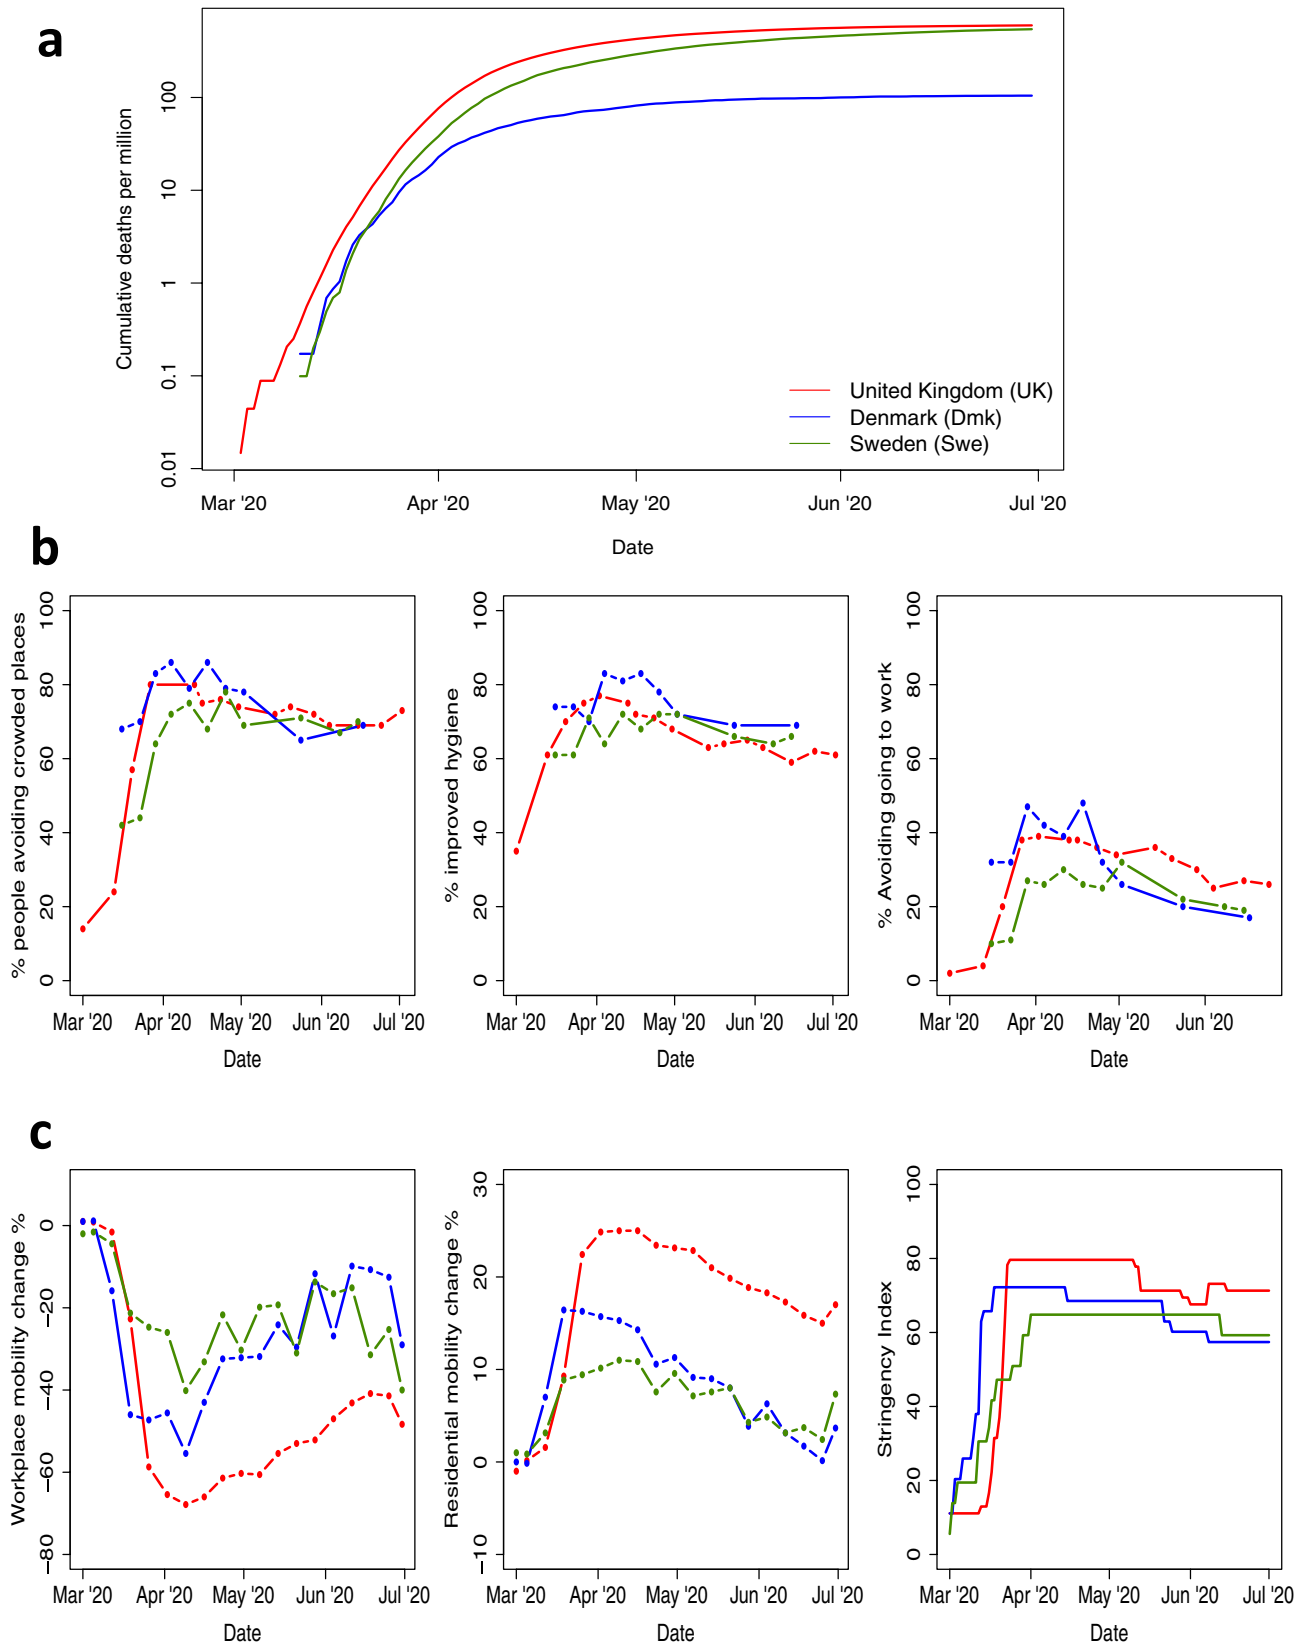 a
Cumulative deaths per million
100
10
1
0.1
0.01
United Kingdom (UK)
Denmark (Dmk)
Sweden (Swe)
Mar '20 Apr '20 May '20 Jun '20 Jul '20
Date
b
% people avoiding crowded places
100
80
60
40
20
0
Mar '20 Apr '20 May '20 Jun '20 Jul '20
Date
% improved hygiene
100
80
60
40
20
0
Mar '20 Apr '20 May '20 Jun '20 Jul '20
Date
% Avoiding going to work
100
80
60
40
20
0
Mar '20 Apr '20 May '20 Jun '20
Date
c
Workplace mobility change %
0
−20
−40
−60
−80
Mar '20 Apr '20 May '20 Jun '20 Jul '20
Date
Residential mobility change %
30
20
10
0
−10
Mar '20 Apr '20 May '20 Jun '20 Jul '20
Date
Stringency Index
100
80
60
40
20
0
Mar '20 Apr '20 May '20 Jun '20 Jul '20
Date